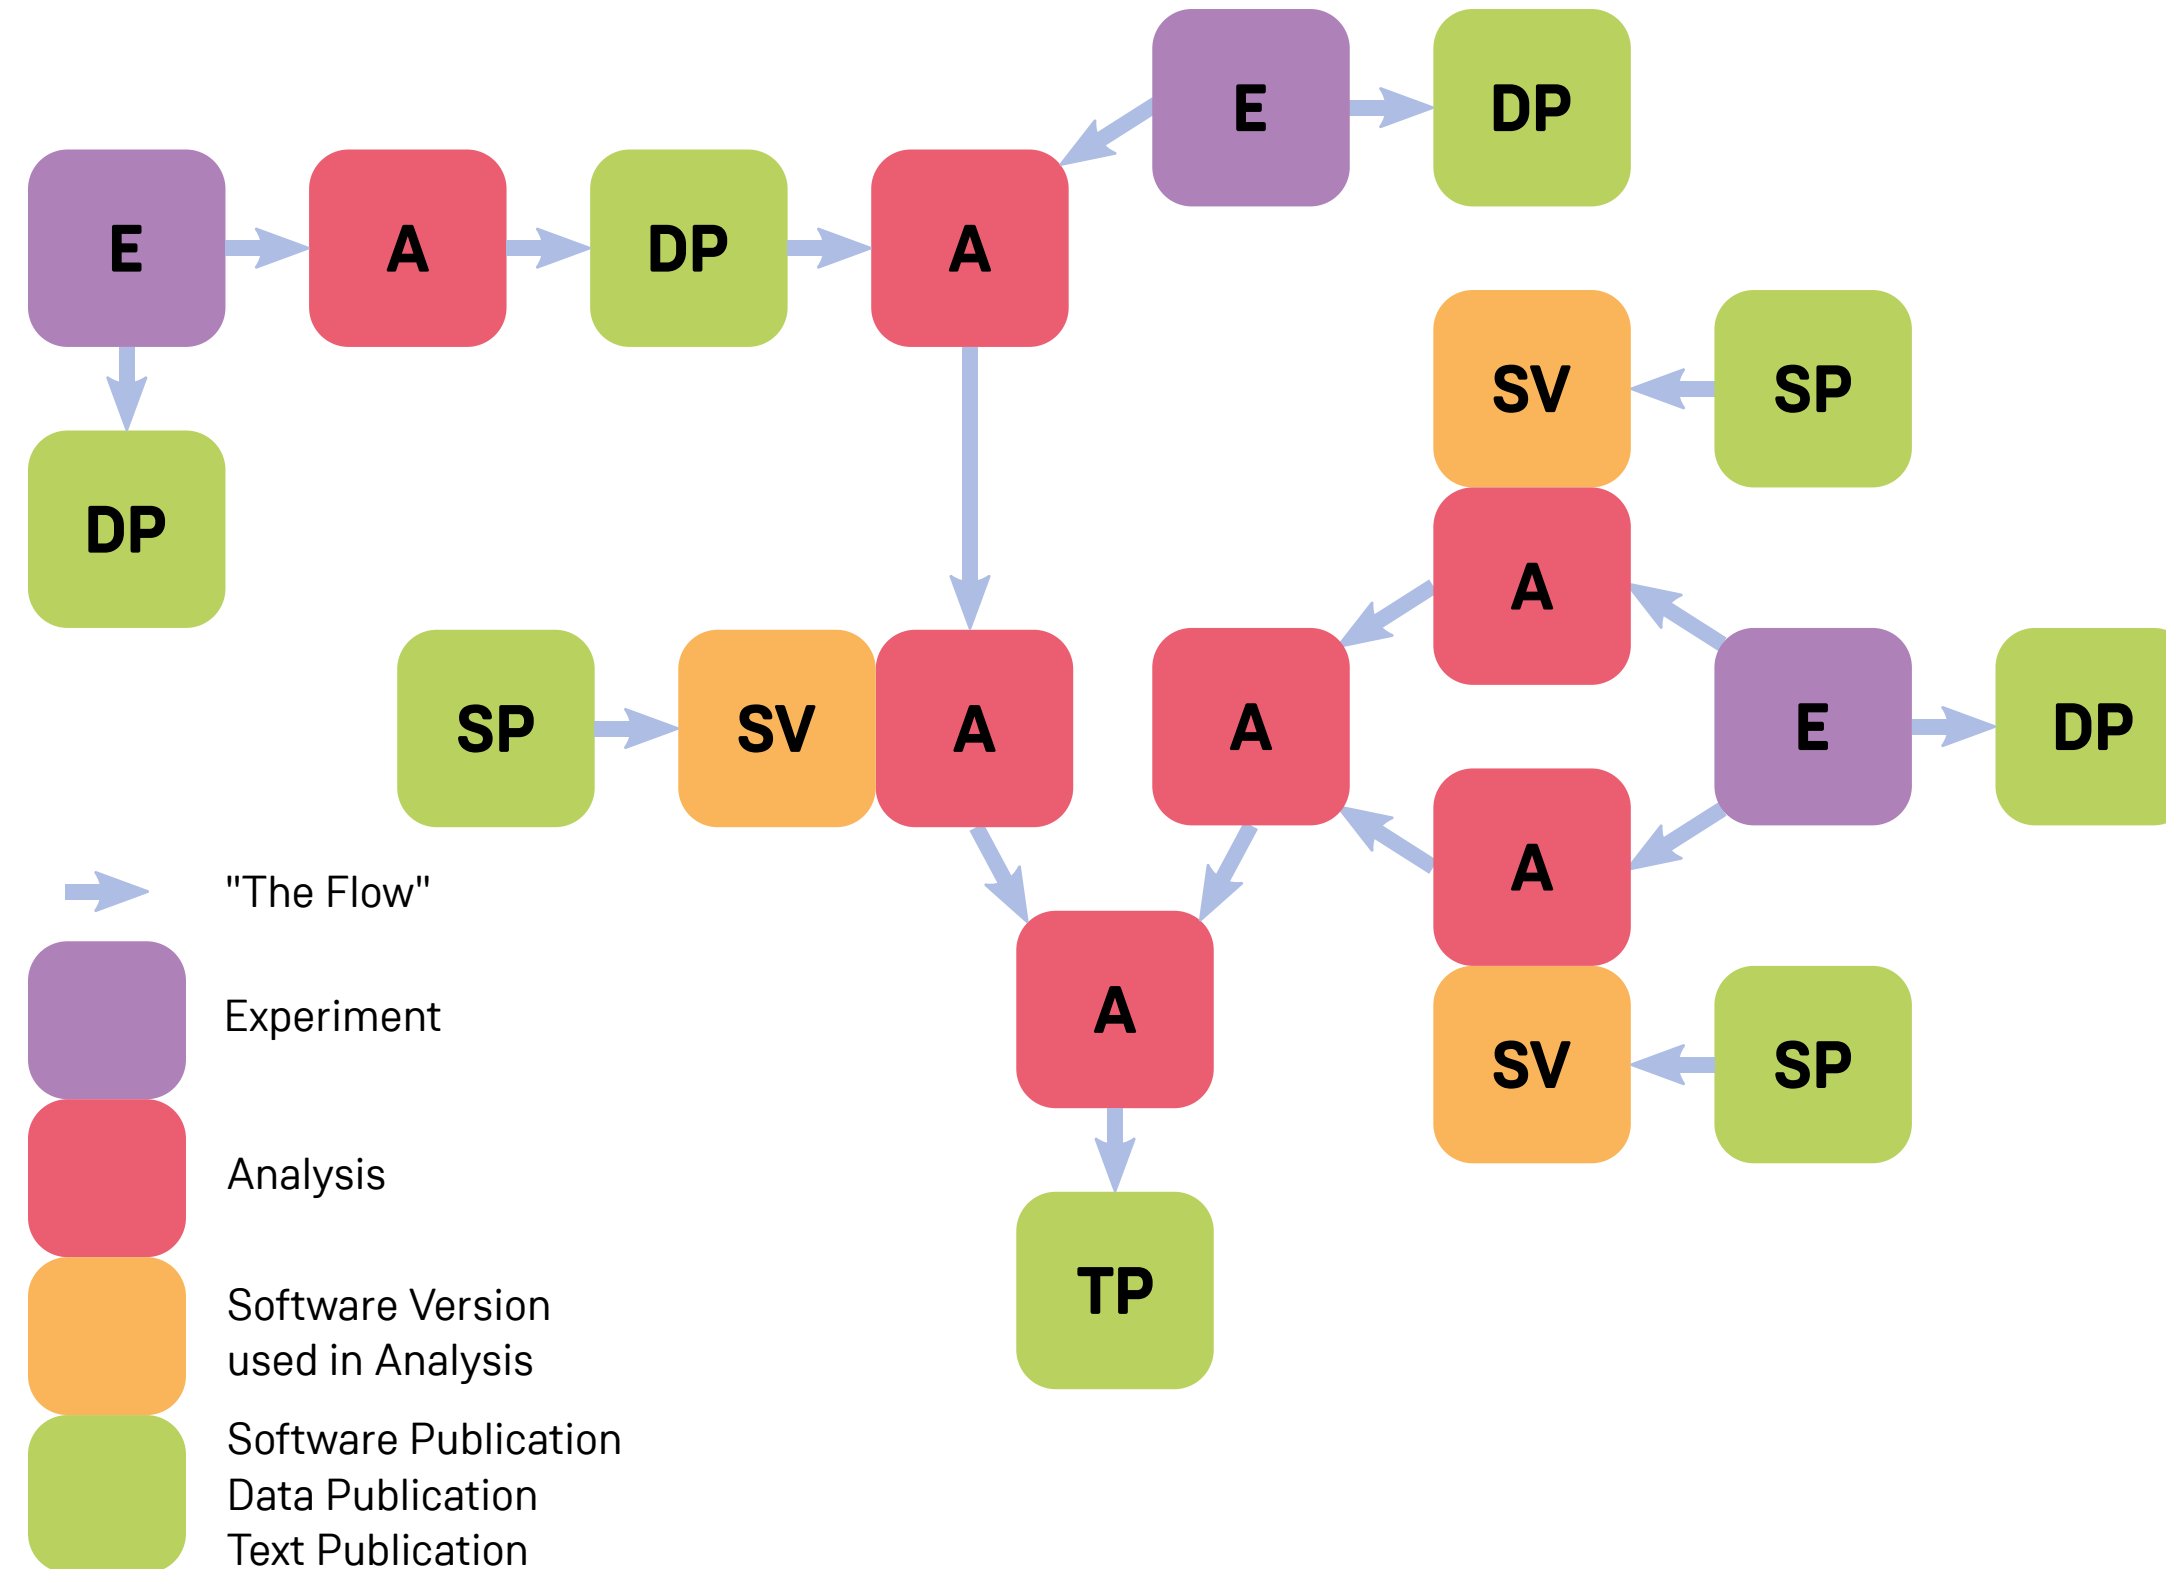 E
DP
E
A
DP
A
SV
SP
DP
A
SP
SV
A
A
E
DP
A
"The Flow"
Experiment
A
SV
SP
Analysis
TP
Software Version
used in Analysis
Software Publication
Data Publication
Text Publication